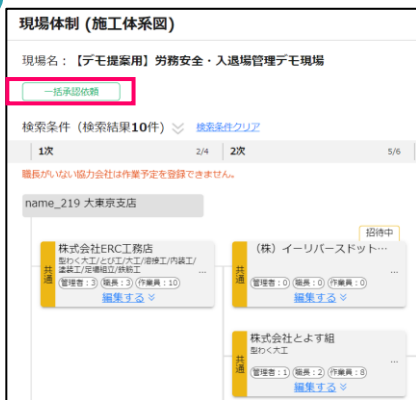 現場体制 (施工体系図)
現場名：【デモ提案用】労務安全・入退場管理デモ現場
一括承認依頼
検索条件（検索結果10件） 検索条件クリア
1次 2/4 2次 5/6
職長がいない協力会社は作業予定を登録できません。
name_219 大東京支店
招待中
共通
株式会社ERC工務店
型わく大工/とび工/大工/溶接工/内装工/
塗装工/足場組立/鉄筋工
...
管理者：3 職長：3 作業員：10
編集する
共通
（株）イーリバースドット…
...
管理者：0 職長：0 作業員：0
編集する
共通
株式会社とよす組
型わく大工
...
管理者：1 職長：2 作業員：8
編集する